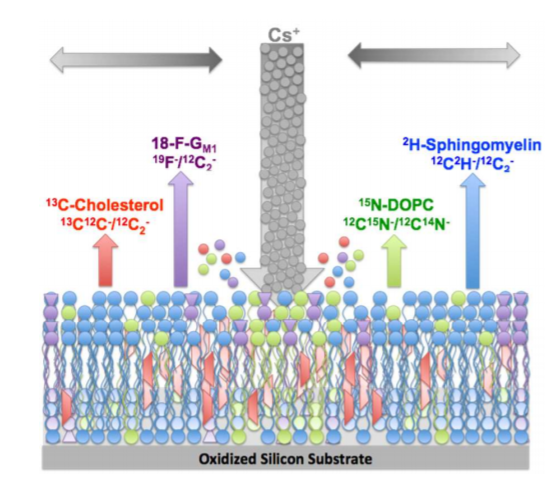 Cs⁺
18-F-G_M1
¹⁹F⁻/¹²C₂⁻
²H-Sphingomyelin
¹²C²H⁻/¹²C₂⁻
¹³C-Cholesterol
¹³C¹²C⁻/¹²C₂⁻
¹⁵N-DOPC
¹²C¹⁵N⁻/¹²C¹⁴N⁻
Oxidized Silicon Substrate